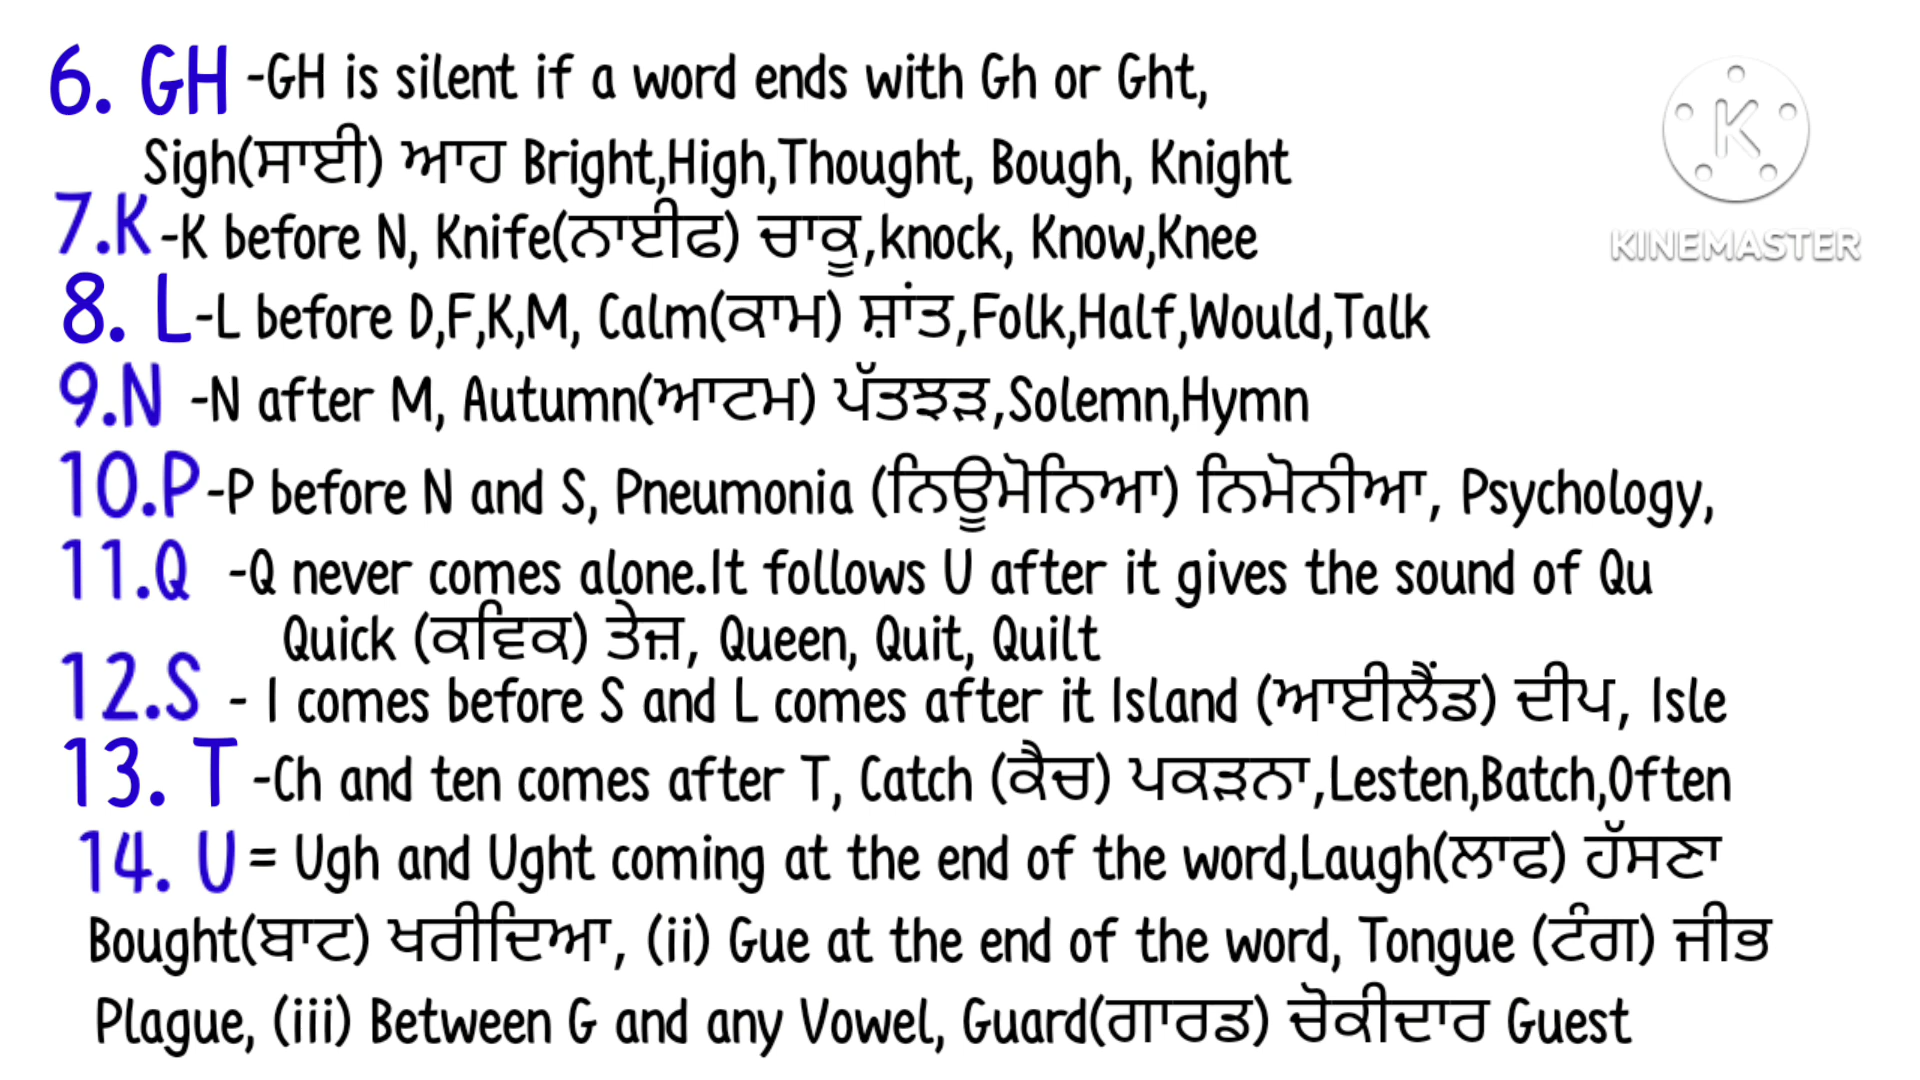 6. GH -GH is silent if a word ends with Gh or Ght,
Sigh(ਸਾਈ) ਆਹ Bright,High,Thought, Bough, Knight
7.K -K before N, Knife(ਨਾਈਫ) ਚਾਕੂ,knock, Know,Knee
8. L -L before D,F,K,M, Calm(ਕਾਮ) ਸ਼ਾਂਤ,Folk,Half,Would,Talk
9.N -N after M, Autumn(ਆਟਮ) ਪੱਤਝੜ,Solemn,Hymn
10.P -P before N and S, Pneumonia (ਨਿਊਮੋਨਿਆ) ਨਿਮੋਨੀਆ, Psychology,
11.Q -Q never comes alone.It follows U after it gives the sound of Qu
Quick (ਕਵਿਕ) ਤੇਜ਼, Queen, Quit, Quilt
12.S - I comes before S and L comes after it Island (ਆਈਲੈਂਡ) ਦੀਪ, Isle
13. T -Ch and ten comes after T, Catch (ਕੈਚ) ਪਕੜਨਾ,Lesten,Batch,Often
14. U = Ugh and Ught coming at the end of the word,Laugh(ਲਾਫ) ਹੱਸਣਾ
Bought(ਬਾਟ) ਖਰੀਦਿਆ, (ii) Gue at the end of the word, Tongue (ਟੰਗ) ਜੀਭ
Plague, (iii) Between G and any Vowel, Guard(ਗਾਰਡ) ਚੋਕੀਦਾਰ Guest
K
KINEMASTER